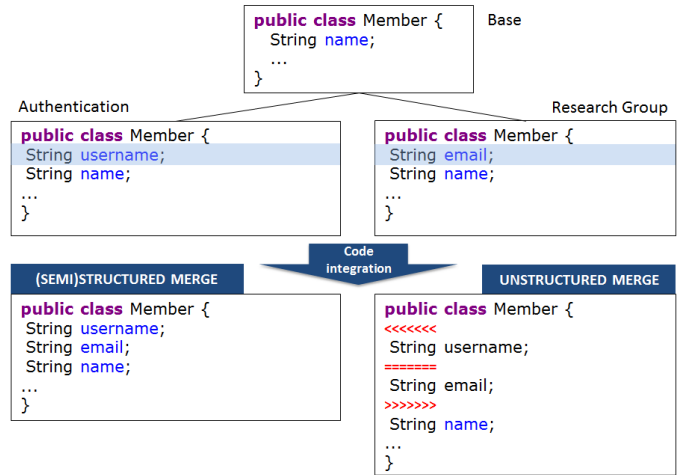 public class Member {
String name;
...
}
Base
Authentication
public class Member {
String username;
String name;
...
}
Research Group
public class Member {
String email;
String name;
...
}
Code
integration
(SEMI)STRUCTURED MERGE
public class Member {
String username;
String email;
String name;
...
}
UNSTRUCTURED MERGE
public class Member {
<<<<<<<
String username;
=======
String email;
>>>>>>>
String name;
...
}